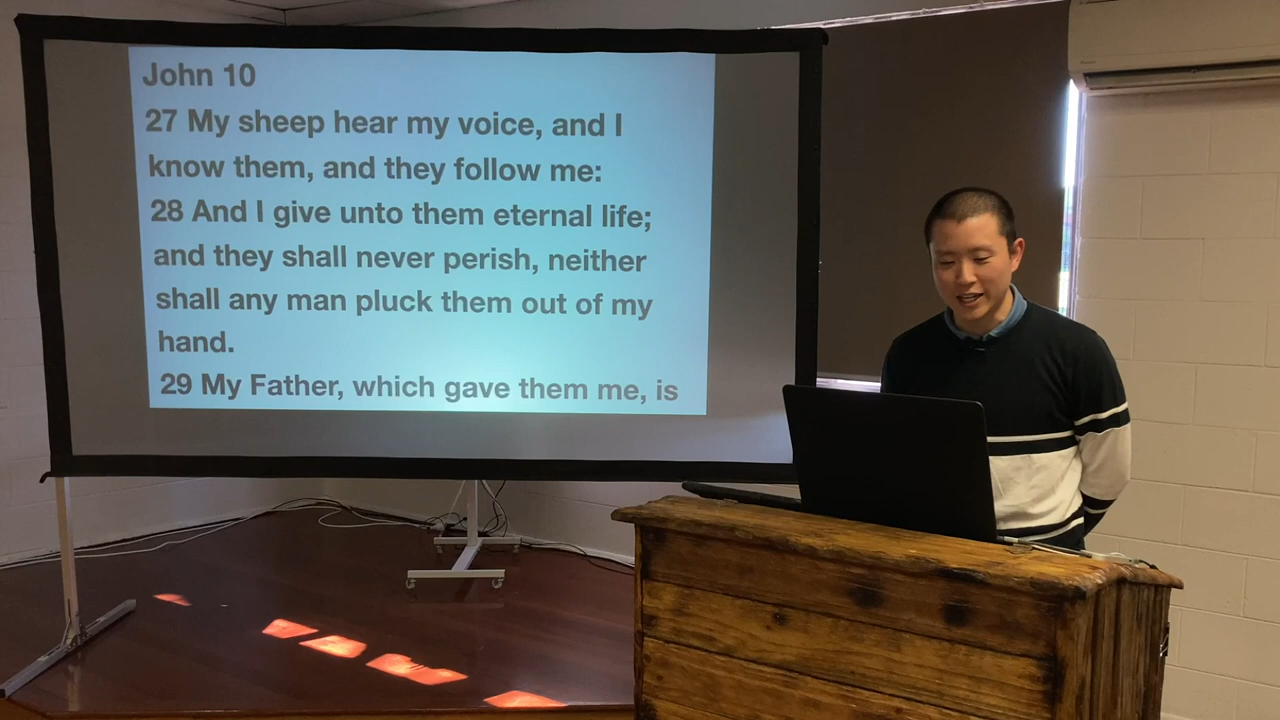 John 10
27 My sheep hear my voice, and I
know them, and they follow me:
28 And I give unto them eternal life;
and they shall never perish, neither
shall any man pluck them out of my
hand.
29 My Father, which gave them me, is